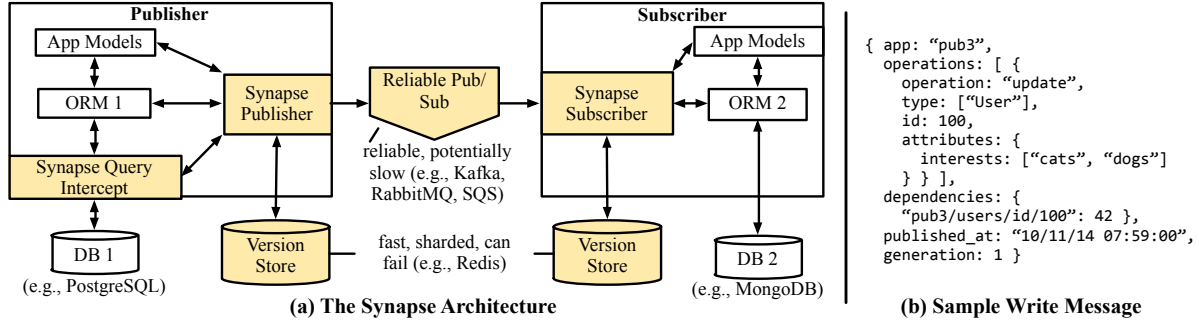 Publisher
App Models
ORM 1
Synapse Query
Intercept
DB 1
(e.g., PostgreSQL)
Synapse
Publisher
Version
Store
Reliable Pub/
Sub
reliable, potentially
slow (e.g., Kafka,
RabbitMQ, SQS)
fast, sharded, can
fail (e.g., Redis)
Subscriber
App Models
Synapse
Subscriber
ORM 2
Version
Store
DB 2
(e.g., MongoDB)
(a) The Synapse Architecture
{ app: “pub3”,
operations: [ {
operation: “update”,
type: [“User”],
id: 100,
attributes: {
interests: [“cats”, “dogs”]
} } ],
dependencies: {
“pub3/users/id/100”: 42 },
published_at: “10/11/14 07:59:00”,
generation: 1 }
(b) Sample Write Message